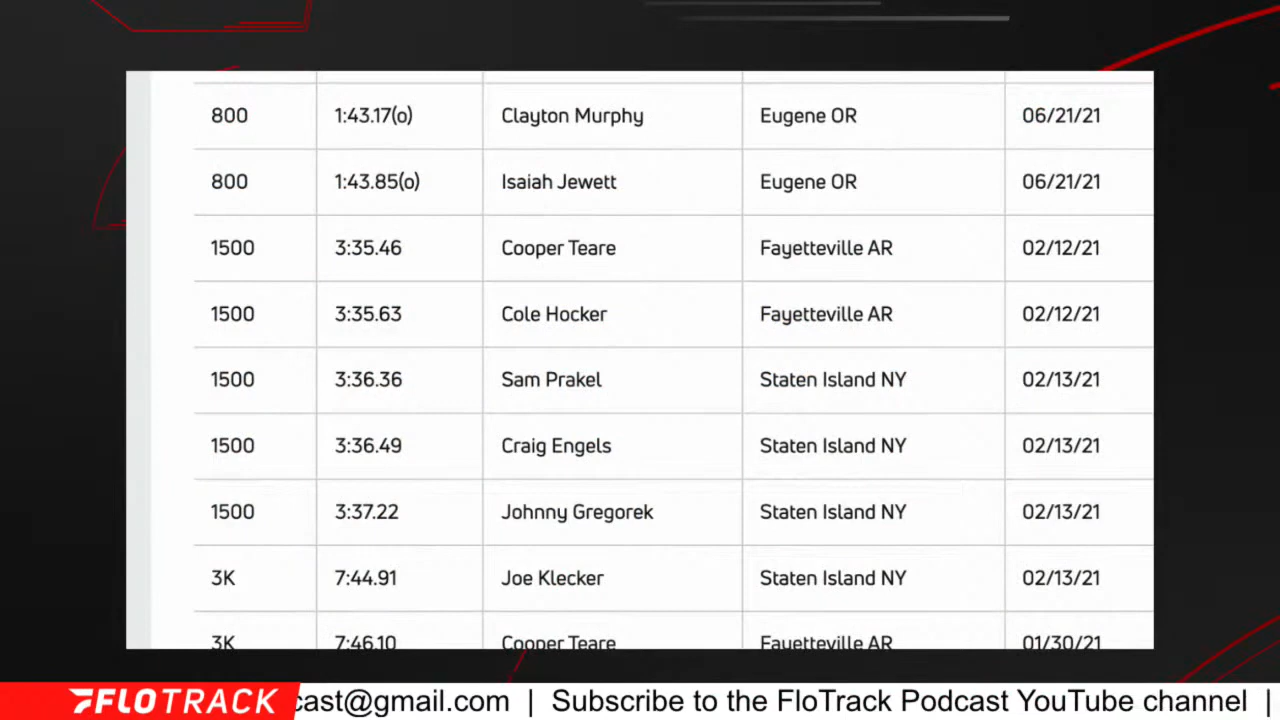 800 1:43.17(o) Clayton Murphy Eugene OR 06/21/21
800 1:43.85(o) Isaiah Jewett Eugene OR 06/21/21
1500 3:35.46 Cooper Teare Fayetteville AR 02/12/21
1500 3:35.63 Cole Hocker Fayetteville AR 02/12/21
1500 3:36.36 Sam Prakel Staten Island NY 02/13/21
1500 3:36.49 Craig Engels Staten Island NY 02/13/21
1500 3:37.22 Johnny Gregorek Staten Island NY 02/13/21
3K 7:44.91 Joe Klecker Staten Island NY 02/13/21
3K 7:46.10 Cooper Teare Fayetteville AR 01/30/21
FLOTRACK cast@gmail.com | Subscribe to the FloTrack Podcast YouTube channel |